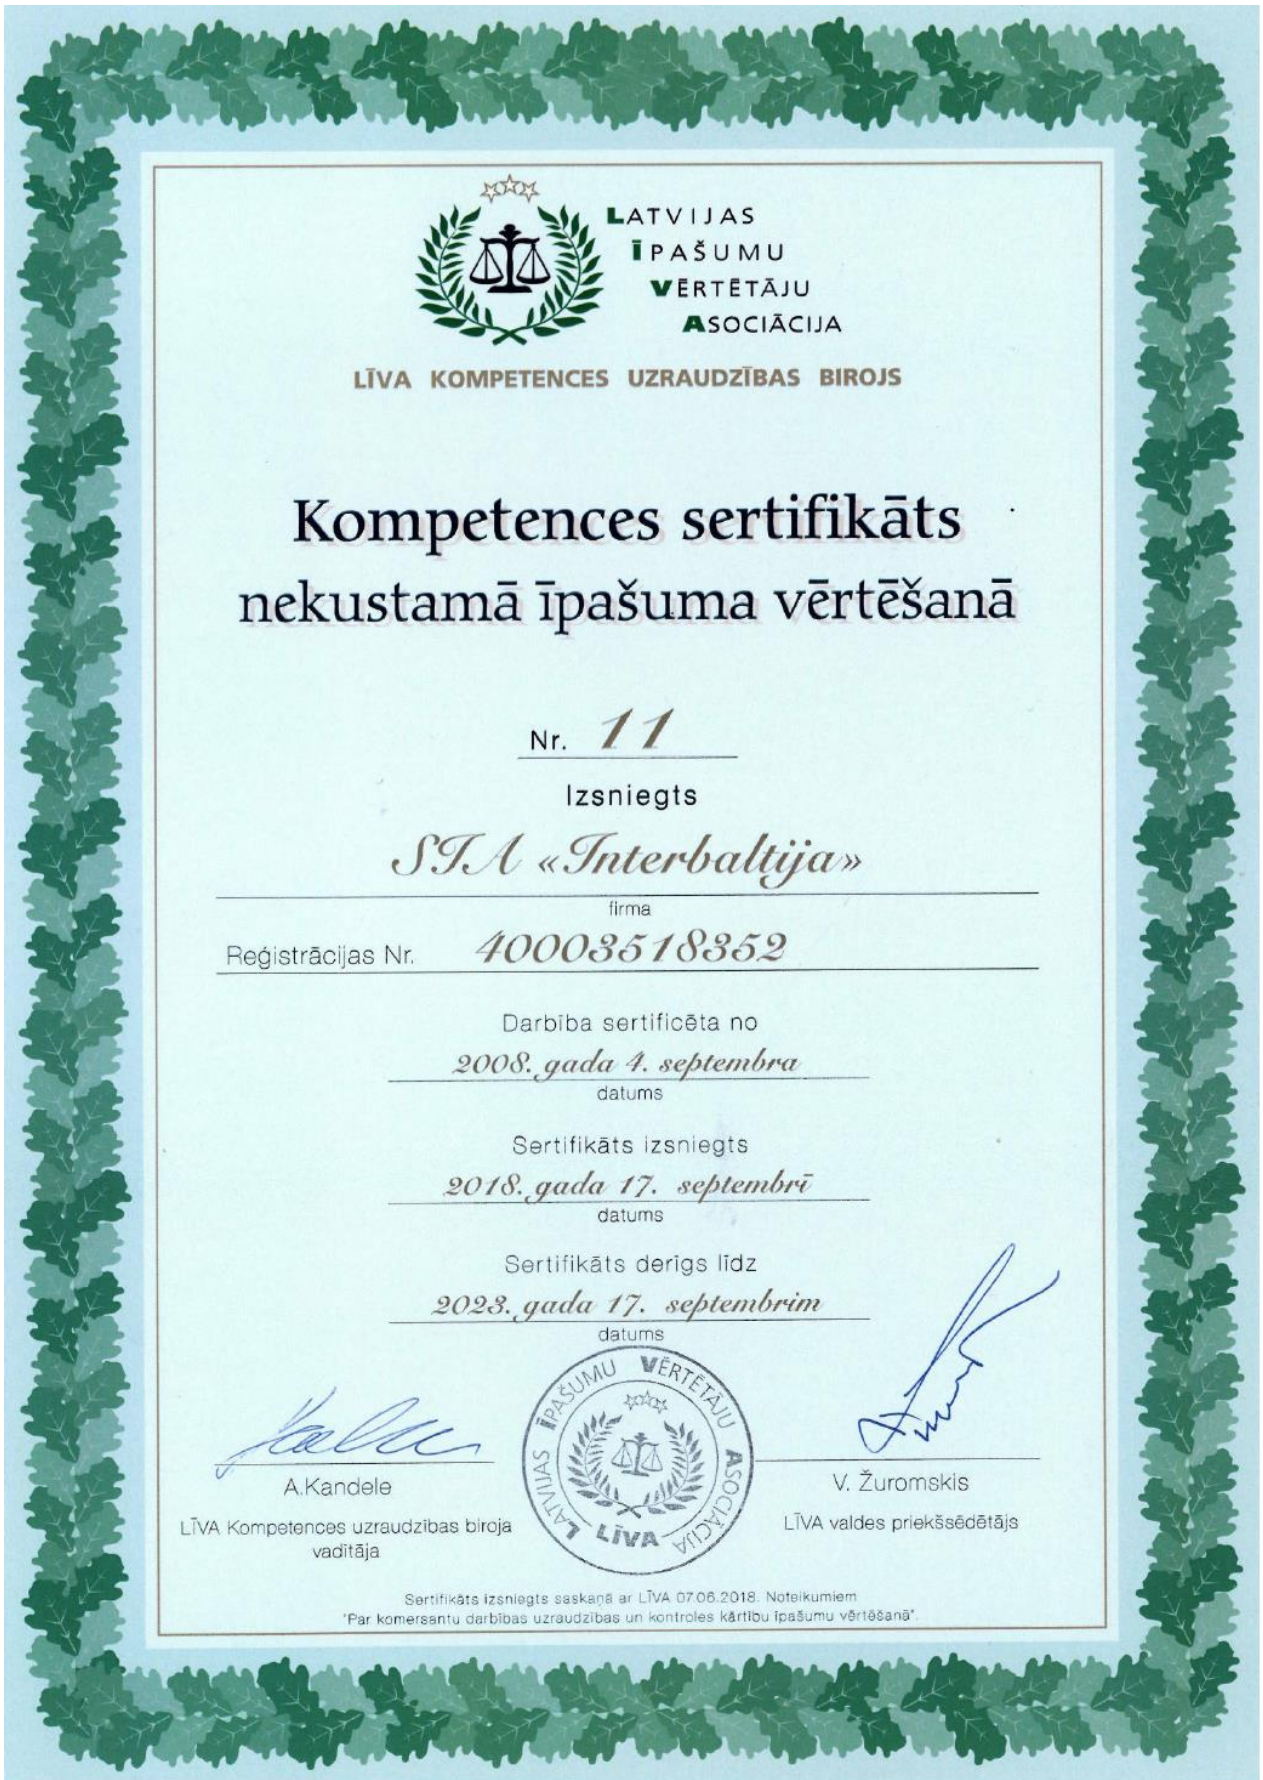 LATVIJAS
ĪPAŠUMU
VĒRTĒTĀJU
ASOCIĀCIJA
LĪVA KOMPETENCES UZRAUDZĪBAS BIROJS
Kompetences sertifikāts
nekustamā īpašuma vērtēšanā
Nr. 11
Izsniegts
SIA «Interbaltija»
firma
Reģistrācijas Nr. 40003518352
Darbība sertificēta no
2008. gada 4. septembra
datums
Sertifikāts izsniegts
2018. gada 17. septembrī
datums
Sertifikāts derīgs līdz
2023. gada 17. septembrim
datums
LATVIJAS ĪPAŠUMU VĒRTĒTĀJU ASOCIĀCIJA
LĪVA
A.Kandele
LĪVA Kompetences uzraudzības biroja
vadītāja
V. Žuromskis
LĪVA valdes priekšsēdētājs
Sertifikāts izsniegts saskaņā ar LĪVA 07.06.2018. Noteikumiem
"Par komersantu darbības uzraudzības un kontroles kārtību īpašumu vērtēšanā".